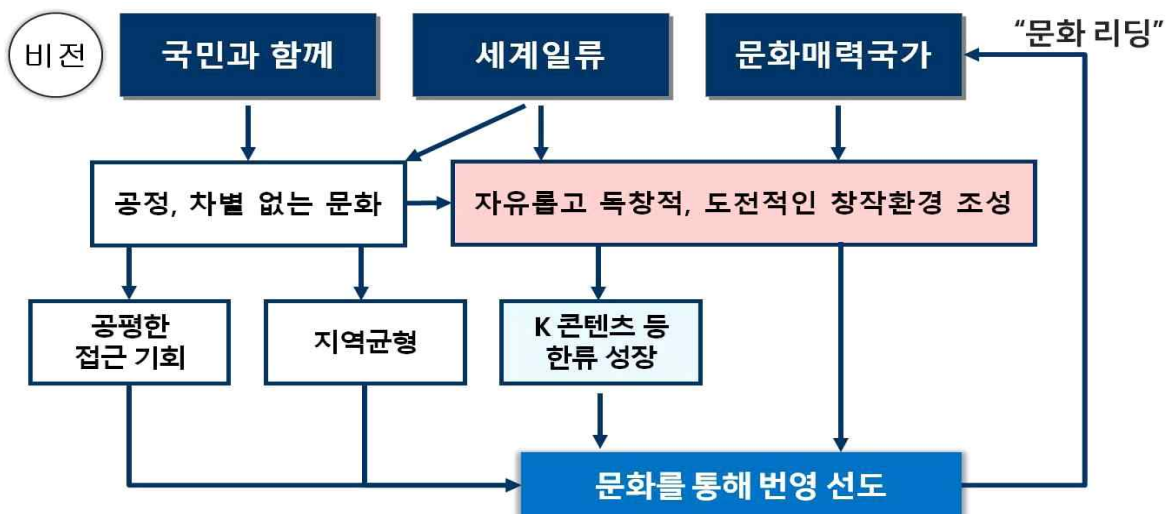 비전
국민과 함께
세계일류
문화매력국가
“문화 리딩”
공정, 차별 없는 문화
자유롭고 독창적, 도전적인 창작환경 조성
공평한
접근 기회
지역균형
K 콘텐츠 등
한류 성장
문화를 통해 번영 선도